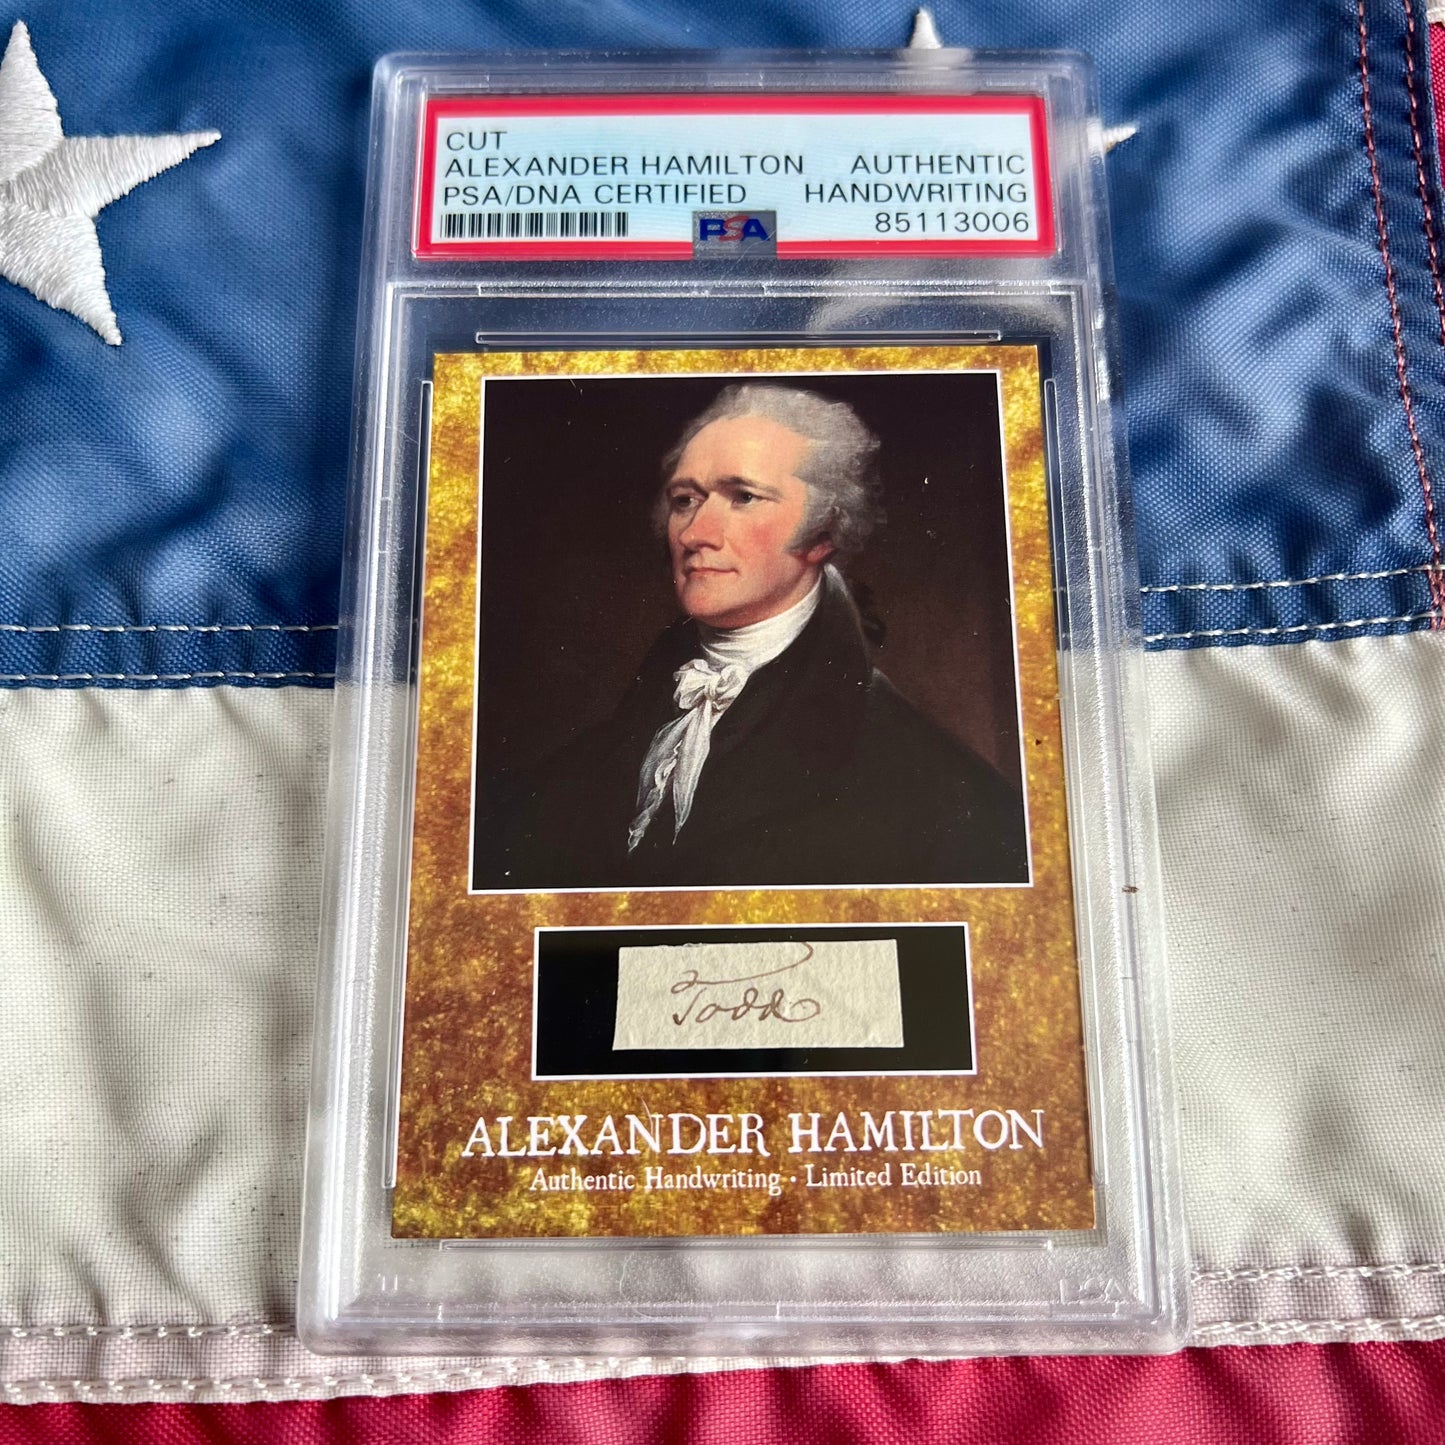 CUT
ALEXANDER HAMILTON AUTHENTIC
PSA/DNA CERTIFIED HANDWRITING
PSA 85113006
Todd
ALEXANDER HAMILTON
Authentic Handwriting • Limited Edition